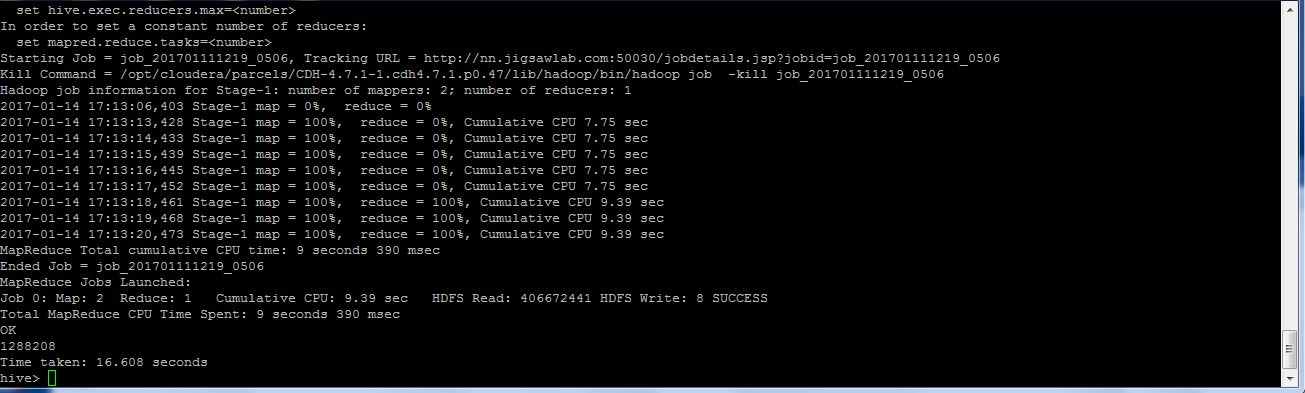 set hive.exec.reducers.max=<number>
In order to set a constant number of reducers:
set mapred.reduce.tasks=<number>
Starting Job = job_201701111219_0506, Tracking URL = http://nn.jigsawlab.com:50030/jobdetails.jsp?jobid=job_201701111219_0506
Kill Command = /opt/cloudera/parcels/CDH-4.7.1-1.cdh4.7.1.p0.47/lib/hadoop/bin/hadoop job  -kill job_201701111219_0506
Hadoop job information for Stage-1: number of mappers: 2; number of reducers: 1
2017-01-14 17:13:06,403 Stage-1 map = 0%,  reduce = 0%
2017-01-14 17:13:13,428 Stage-1 map = 100%,  reduce = 0%, Cumulative CPU 7.75 sec
2017-01-14 17:13:14,433 Stage-1 map = 100%,  reduce = 0%, Cumulative CPU 7.75 sec
2017-01-14 17:13:15,439 Stage-1 map = 100%,  reduce = 0%, Cumulative CPU 7.75 sec
2017-01-14 17:13:16,445 Stage-1 map = 100%,  reduce = 0%, Cumulative CPU 7.75 sec
2017-01-14 17:13:17,452 Stage-1 map = 100%,  reduce = 0%, Cumulative CPU 7.75 sec
2017-01-14 17:13:18,461 Stage-1 map = 100%,  reduce = 100%, Cumulative CPU 9.39 sec
2017-01-14 17:13:19,468 Stage-1 map = 100%,  reduce = 100%, Cumulative CPU 9.39 sec
2017-01-14 17:13:20,473 Stage-1 map = 100%,  reduce = 100%, Cumulative CPU 9.39 sec
MapReduce Total cumulative CPU time: 9 seconds 390 msec
Ended Job = job_201701111219_0506
MapReduce Jobs Launched:
Job 0: Map: 2  Reduce: 1   Cumulative CPU: 9.39 sec   HDFS Read: 406672441 HDFS Write: 8 SUCCESS
Total MapReduce CPU Time Spent: 9 seconds 390 msec
OK
1288208
Time taken: 16.608 seconds
hive>